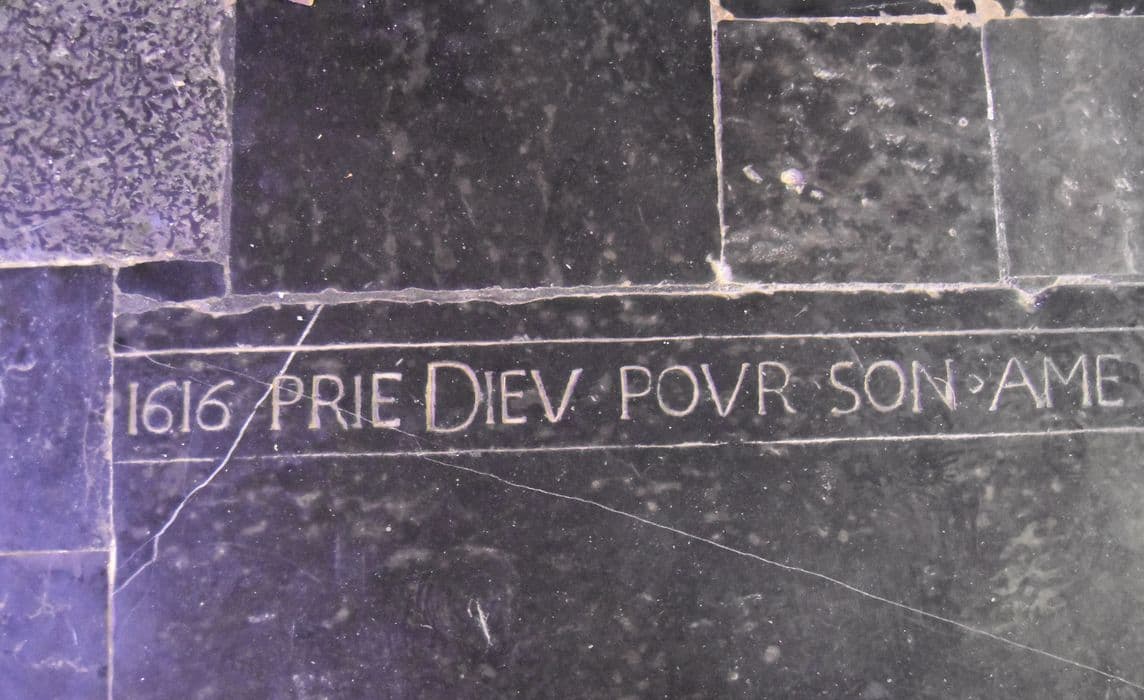 1616 PRIÉ DIEV · POVR · SON · AME